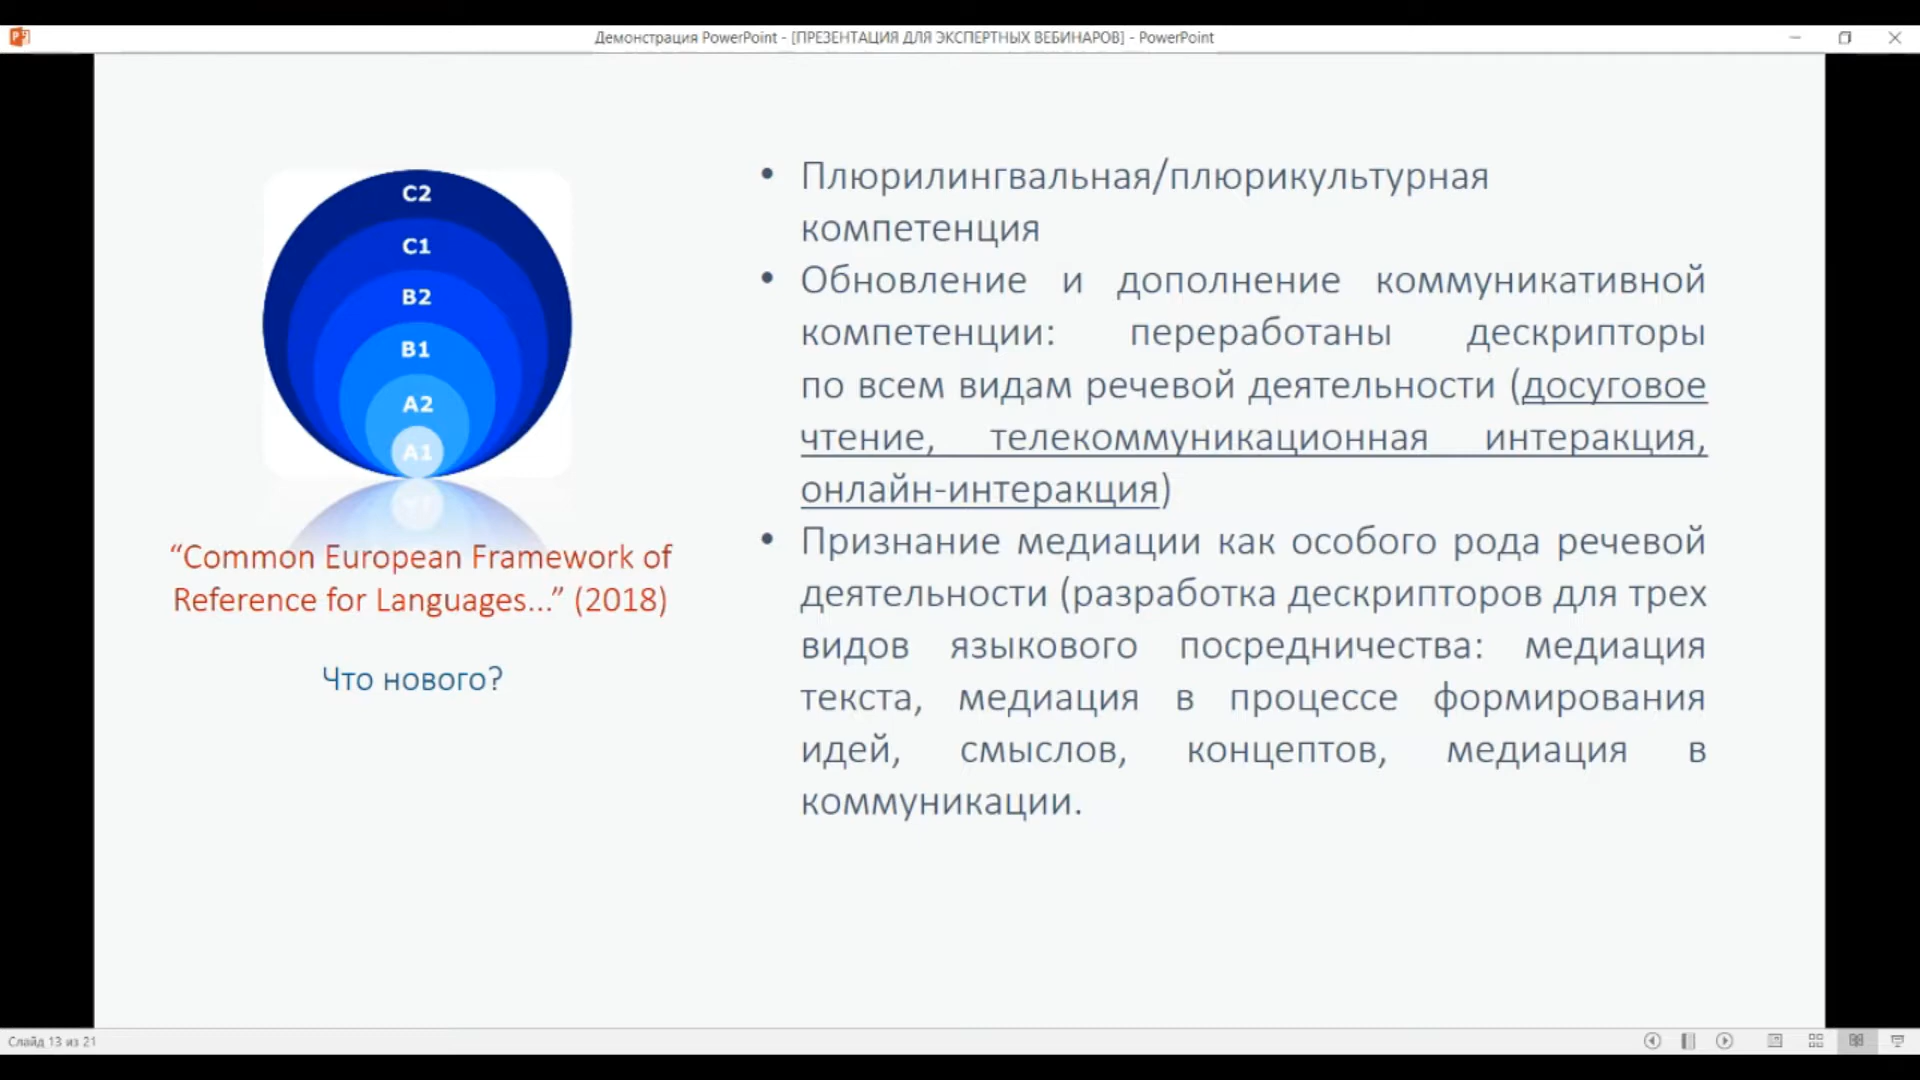 Демонстрация PowerPoint - [ПРЕЗЕНТАЦИЯ ДЛЯ ЭКСПЕРТНЫХ ВЕБИНАРОВ] - PowerPoint
C2
C1
B2
B1
A2
A1
“Common European Framework of
Reference for Languages...” (2018)
Что нового?
• Плюрилингвальная/плюрикультурная
компетенция
• Обновление и дополнение коммуникативной
компетенции: переработаны дескрипторы
по всем видам речевой деятельности (досуговое
чтение, телекоммуникационная интеракция,
онлайн-интеракция)
• Признание медиации как особого рода речевой
деятельности (разработка дескрипторов для трех
видов языкового посредничества: медиация
текста, медиация в процессе формирования
идей, смыслов, концептов, медиация в
коммуникации.
Слайд 13 из 21